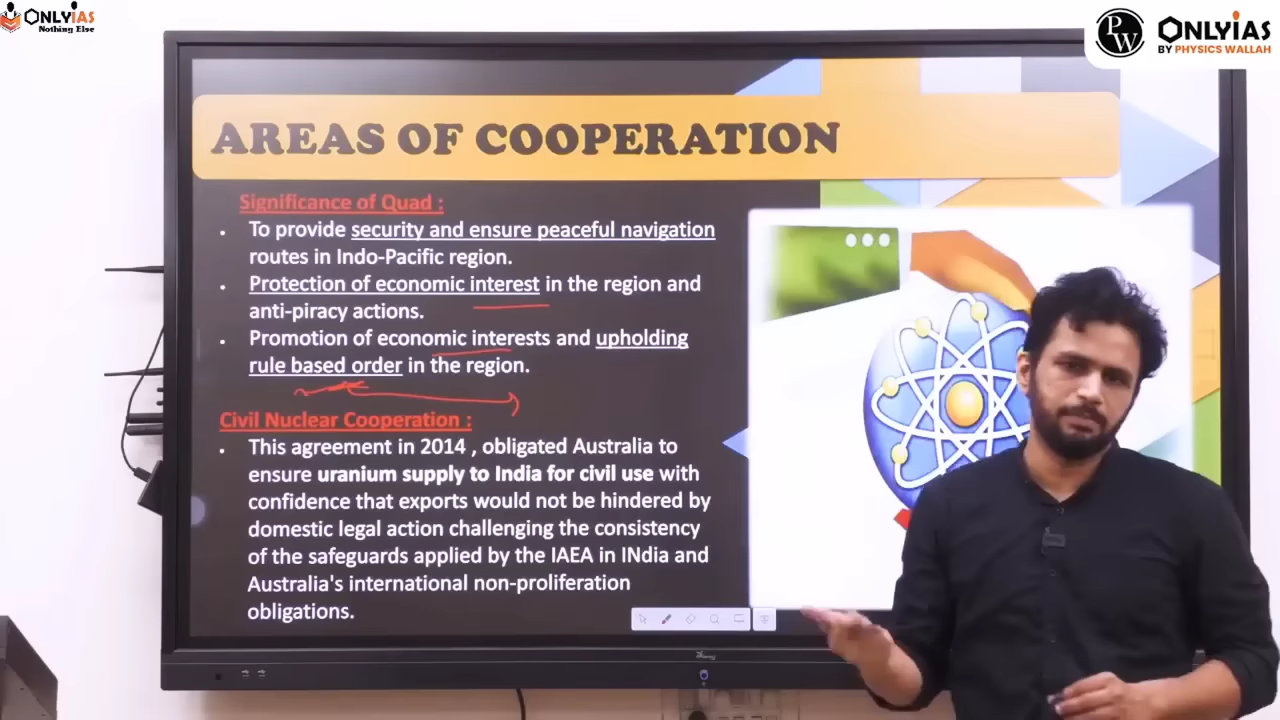 ONLYIAS
Nothing Else
PW
ONLYIAS
BY PHYSICS WALLAH
AREAS OF COOPERATION
Significance of Quad :
To provide security and ensure peaceful navigation
routes in Indo-Pacific region.
Protection of economic interest in the region and
anti-piracy actions.
Promotion of economic interests and upholding
rule based order in the region.
Civil Nuclear Cooperation :
This agreement in 2014 , obligated Australia to
ensure uranium supply to India for civil use with
confidence that exports would not be hindered by
domestic legal action challenging the consistency
of the safeguards applied by the IAEA in INdia and
Australia's international non-proliferation
obligations.